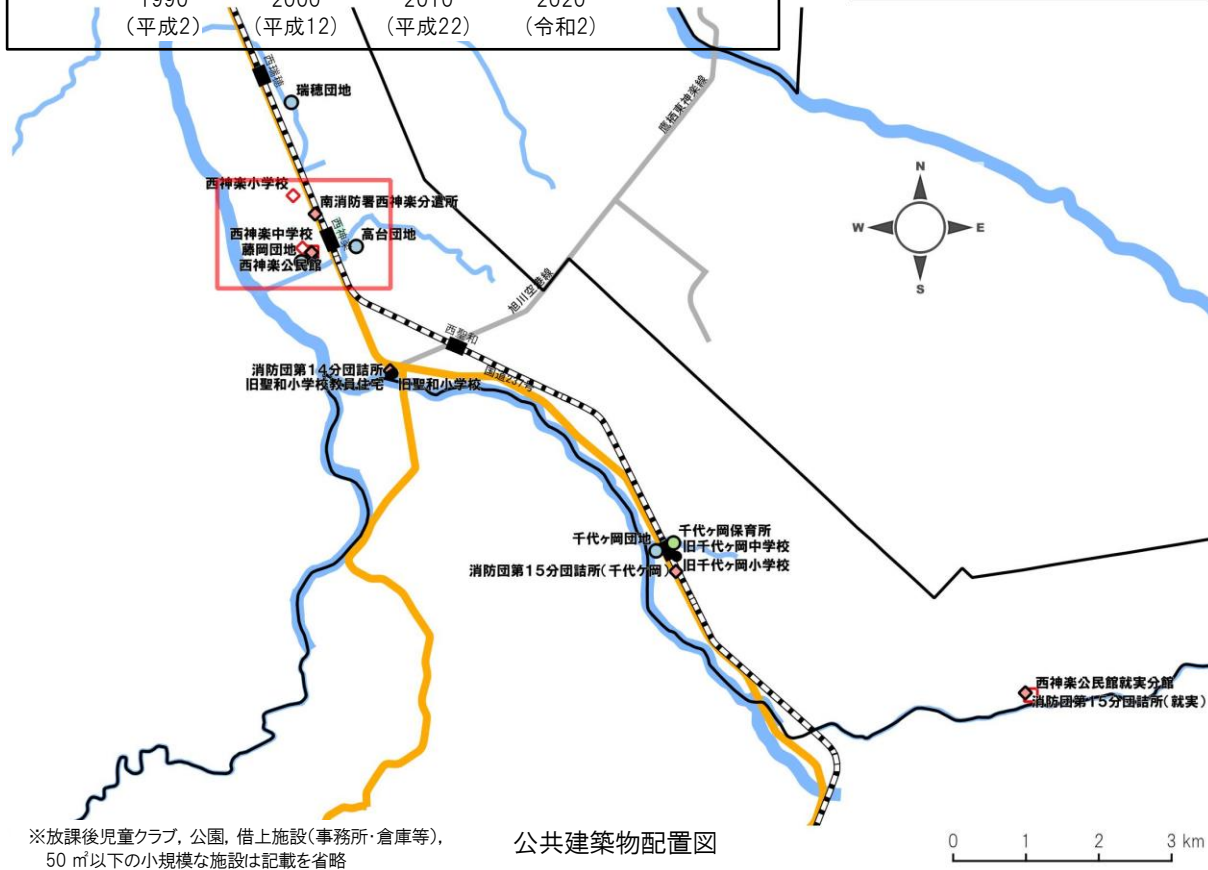 1990 2000 2010 2020
(平成2) (平成12) (平成22) (令和2)
西瑞穂
瑞穂団地
鷹栖東神楽線
西神楽小学校
南消防署西神楽分遣所
西神楽中学校
西神楽
高台団地
藤岡団地
西神楽公民館
旭川空港線
西聖和
国道237号
消防団第14分団詰所
旧聖和小学校教員住宅
旧聖和小学校
千代ヶ岡保育所
千代ヶ岡団地
旧千代ヶ岡中学校
旧千代ヶ岡小学校
消防団第15分団詰所(千代ケ岡)
西神楽公民館就実分館
消防団第15分団詰所(就実)
N
W E
S
※放課後児童クラブ, 公園, 借上施設(事務所・倉庫等),
50 ㎡以下の小規模な施設は記載を省略
公共建築物配置図
0 1 2 3 km